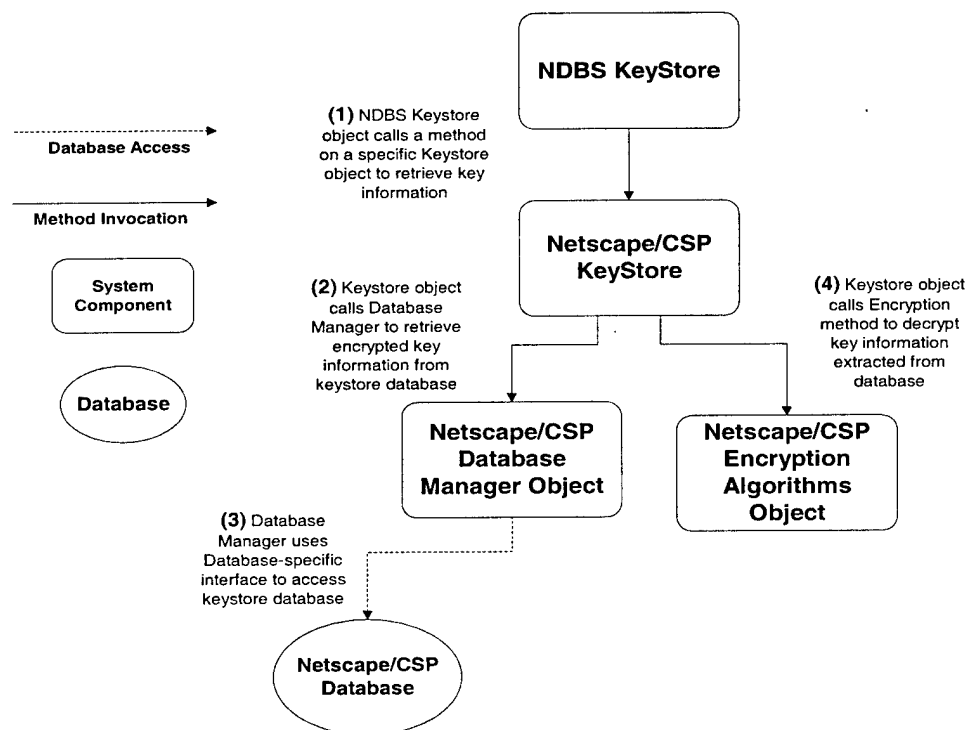 NDBS KeyStore
(1) NDBS Keystore
object calls a method
on a specific Keystore
object to retrieve key
information
Database Access
Method Invocation
System
Component
Database
Netscape/CSP
KeyStore
(2) Keystore object
calls Database
Manager to retrieve
encrypted key
information from
keystore database
(4) Keystore object
calls Encryption
method to decrypt
key information
extracted from
database
Netscape/CSP
Database
Manager Object
Netscape/CSP
Encryption
Algorithms
Object
(3) Database
Manager uses
Database-specific
interface to access
keystore database
Netscape/CSP
Database